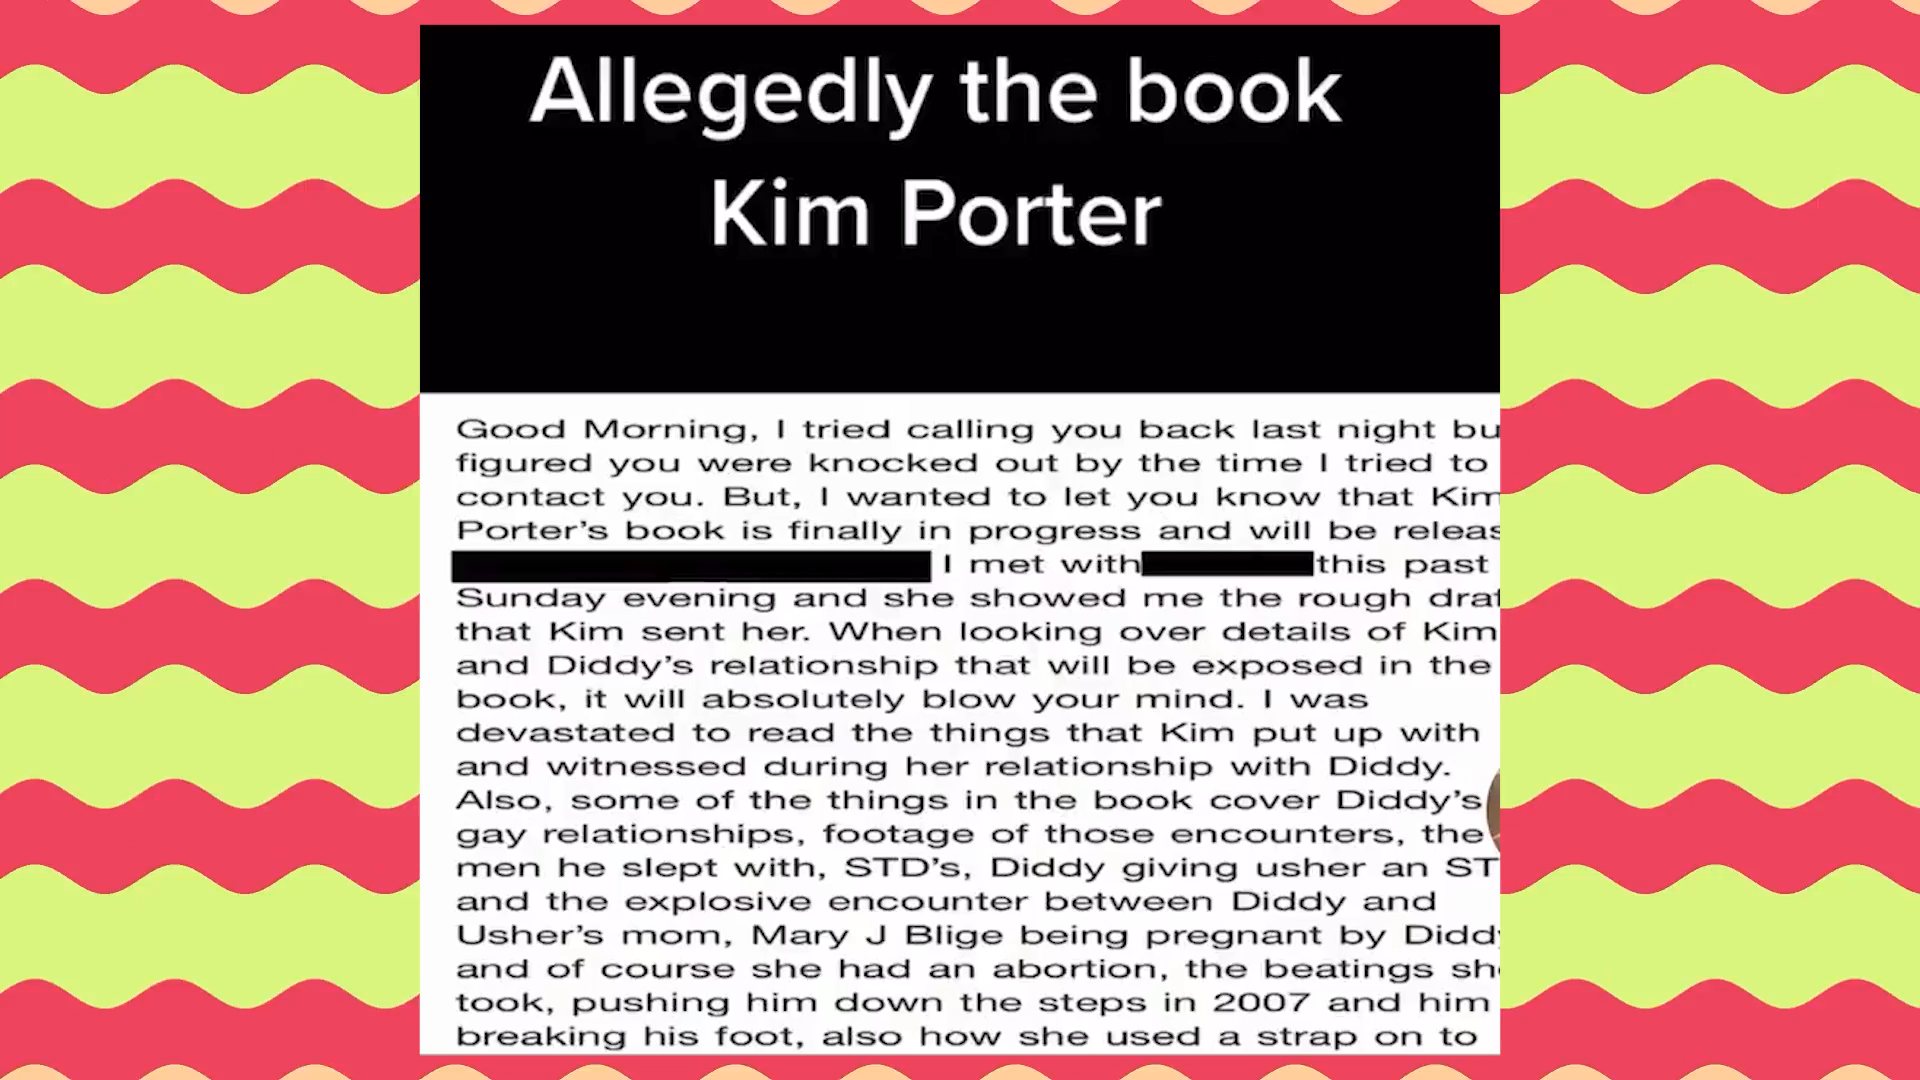 Allegedly the book
Kim Porter
Good Morning, I tried calling you back last night bu
figured you were knocked out by the time I tried to
contact you. But, I wanted to let you know that Kim
Porter's book is finally in progress and will be releas
I met with this past
Sunday evening and she showed me the rough draf
that Kim sent her. When looking over details of Kim
and Diddy's relationship that will be exposed in the
book, it will absolutely blow your mind. I was
devastated to read the things that Kim put up with
and witnessed during her relationship with Diddy.
Also, some of the things in the book cover Diddy's
gay relationships, footage of those encounters, the
men he slept with, STD's, Diddy giving usher an ST
and the explosive encounter between Diddy and
Usher's mom, Mary J Blige being pregnant by Diddy
and of course she had an abortion, the beatings she
took, pushing him down the steps in 2007 and him
breaking his foot, also how she used a strap on to